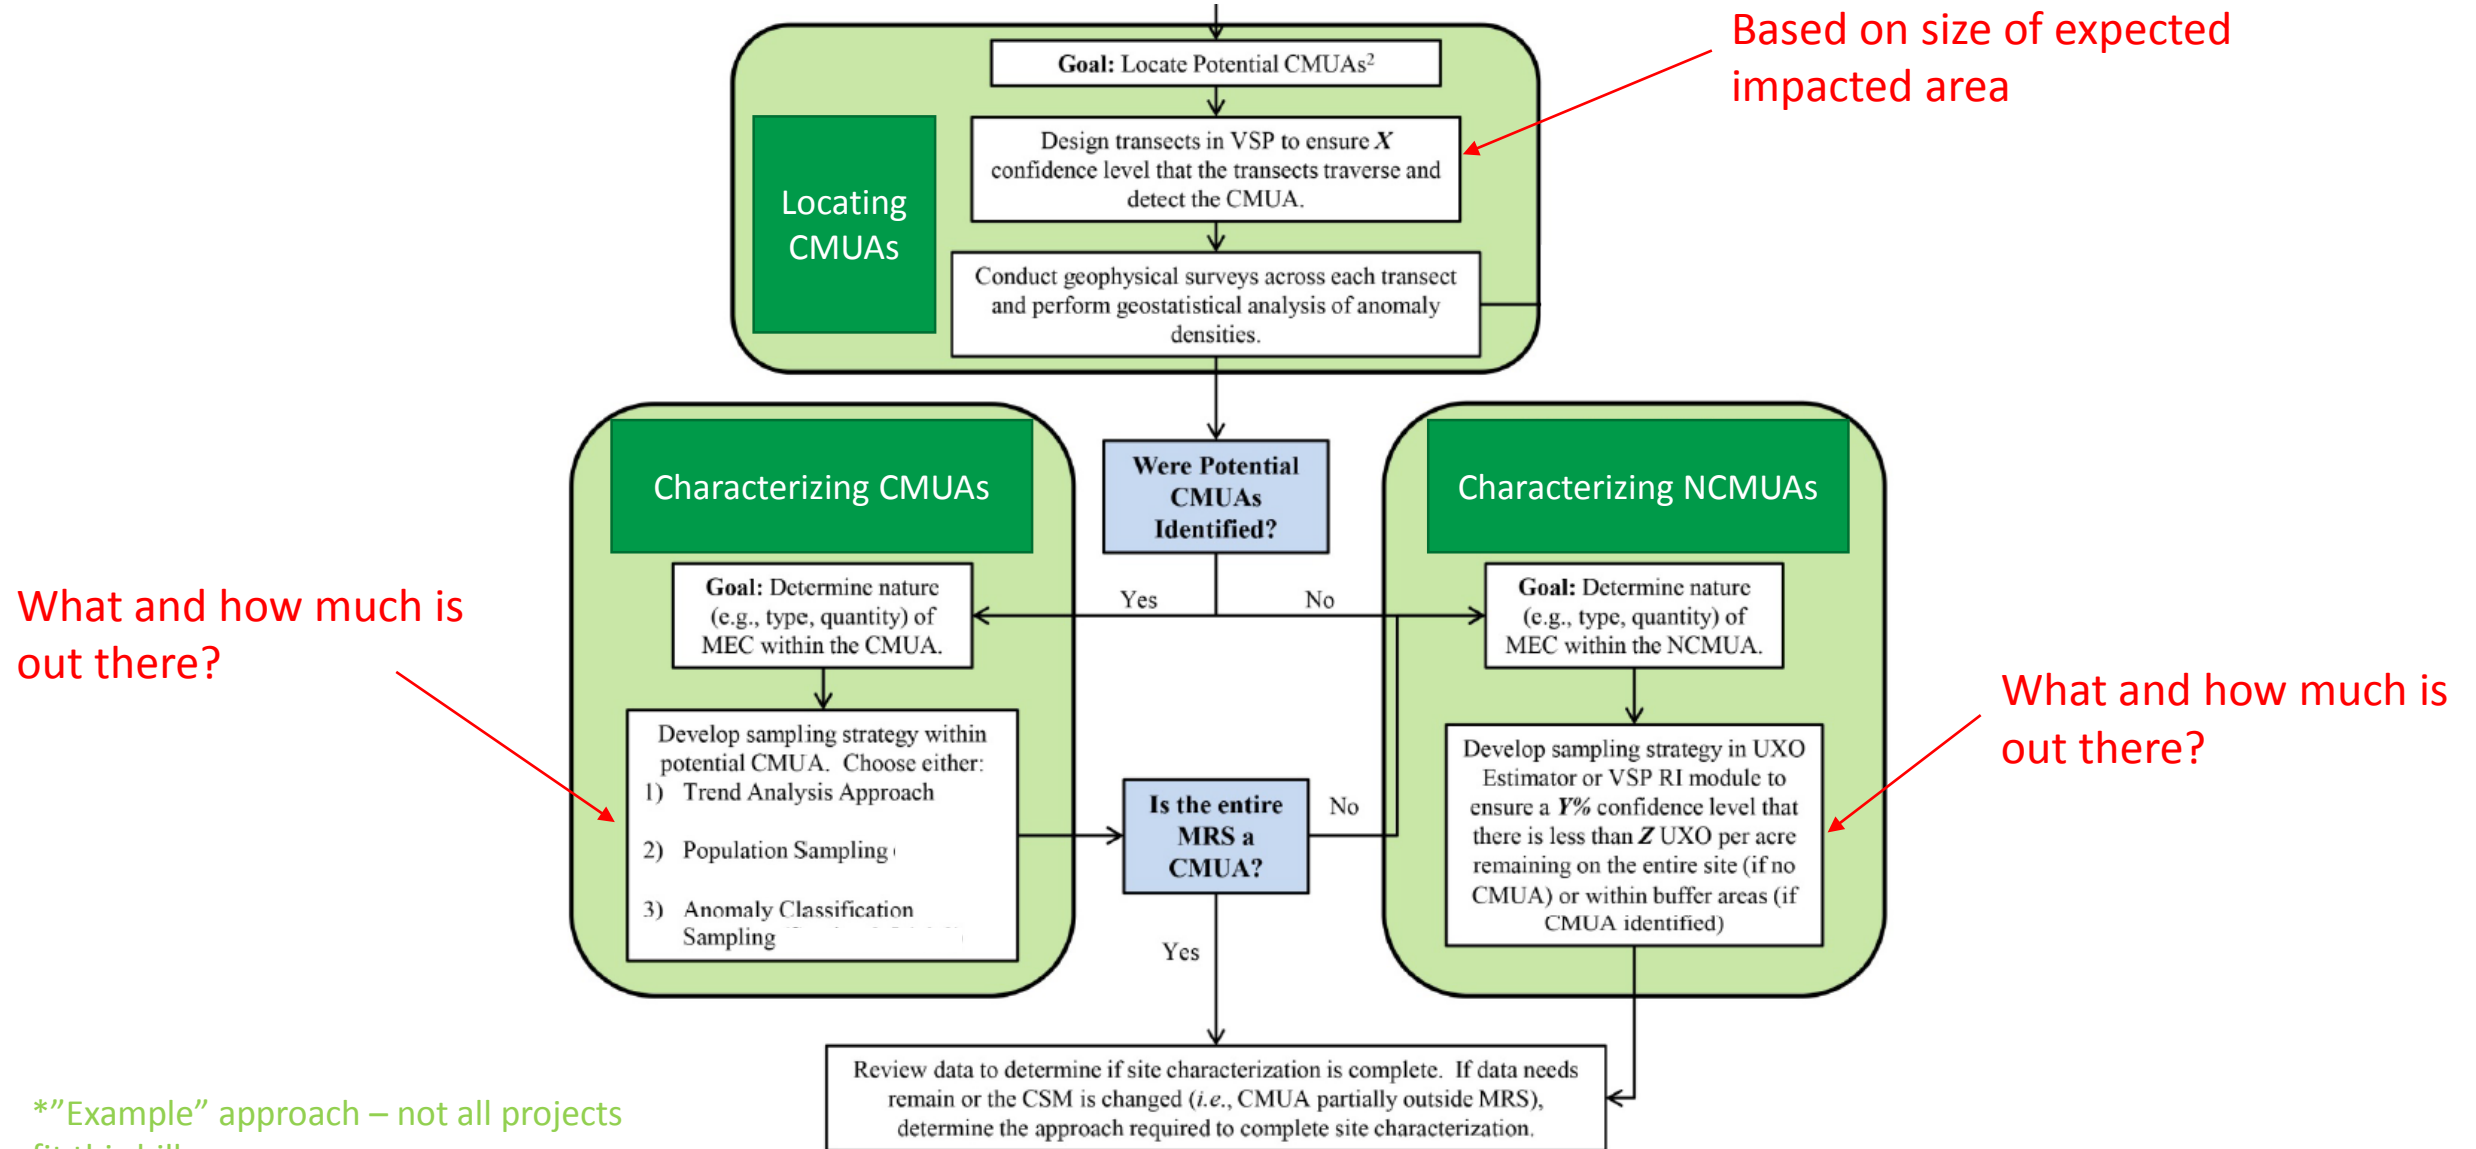 Based on size of expected
impacted area
Goal: Locate Potential CMUAs²
Design transects in VSP to ensure X
confidence level that the transects traverse and
detect the CMUA.
Locating
CMUAs
Conduct geophysical surveys across each transect
and perform geostatistical analysis of anomaly
densities.
Characterizing CMUAs
Were Potential
CMUAs
Identified?
Characterizing NCMUAs
Yes
No
Goal: Determine nature
(e.g., type, quantity) of
MEC within the CMUA.
Goal: Determine nature
(e.g., type, quantity) of
MEC within the NCMUA.
What and how much is
out there?
What and how much is
out there?
Develop sampling strategy within
potential CMUA. Choose either:
1) Trend Analysis Approach
2) Population Sampling
3) Anomaly Classification
Sampling
Is the entire
MRS a
CMUA?
No
Yes
Develop sampling strategy in UXO
Estimator or VSP RI module to
ensure a Y% confidence level that
there is less than Z UXO per acre
remaining on the entire site (if no
CMUA) or within buffer areas (if
CMUA identified)
Review data to determine if site characterization is complete. If data needs
remain or the CSM is changed (i.e., CMUA partially outside MRS),
determine the approach required to complete site characterization.
*"Example" approach – not all projects